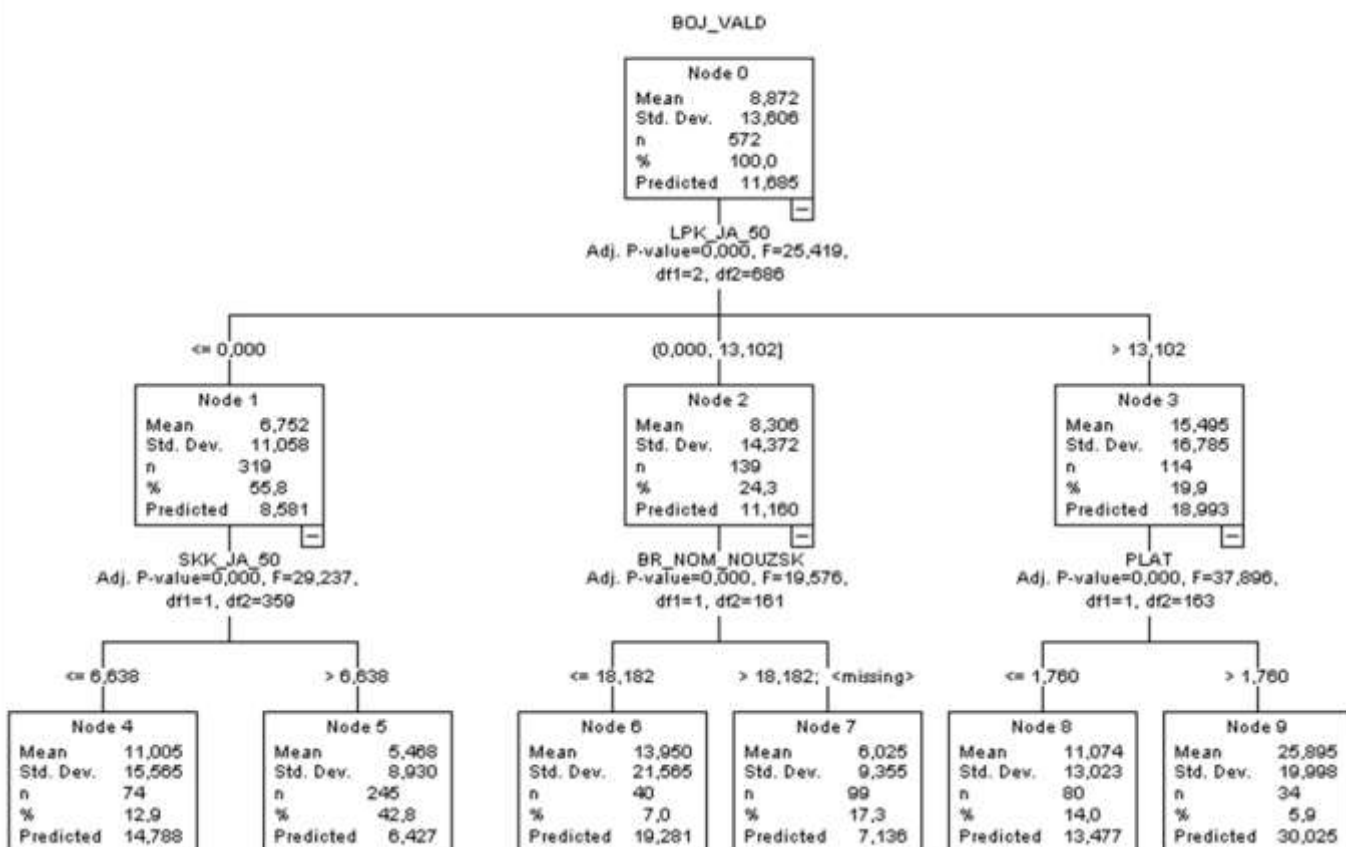 BOJ_VALD
Node 0
Mean 8,872
Std. Dev. 13,606
n 572
% 100,0
Predicted 11,685
LPK_JA_50
Adj. P-value=0,000, F=25,419,
df1=2, df2=686
<= 0,000
(0,000, 13,102]
> 13,102
Node 1
Mean 6,752
Std. Dev. 11,058
n 319
% 55,8
Predicted 8,581
Node 2
Mean 8,306
Std. Dev. 14,372
n 139
% 24,3
Predicted 11,160
Node 3
Mean 15,495
Std. Dev. 16,785
n 114
% 19,9
Predicted 18,993
SKK_JA_50
Adj. P-value=0,000, F=29,237,
df1=1, df2=359
BR_NOM_NOUZSK
Adj. P-value=0,000, F=19,576,
df1=1, df2=161
PLAT
Adj. P-value=0,000, F=37,896,
df1=1, df2=163
<= 6,638
> 6,638
<= 18,182
> 18,182; <missing>
<= 1,760
> 1,760
Node 4
Mean 11,005
Std. Dev. 15,565
n 74
% 12,9
Predicted 14,788
Node 5
Mean 5,468
Std. Dev. 8,930
n 245
% 42,8
Predicted 6,427
Node 6
Mean 13,950
Std. Dev. 21,565
n 40
% 7,0
Predicted 19,281
Node 7
Mean 6,025
Std. Dev. 9,355
n 99
% 17,3
Predicted 7,136
Node 8
Mean 11,074
Std. Dev. 13,023
n 80
% 14,0
Predicted 13,477
Node 9
Mean 25,895
Std. Dev. 19,998
n 34
% 5,9
Predicted 30,025